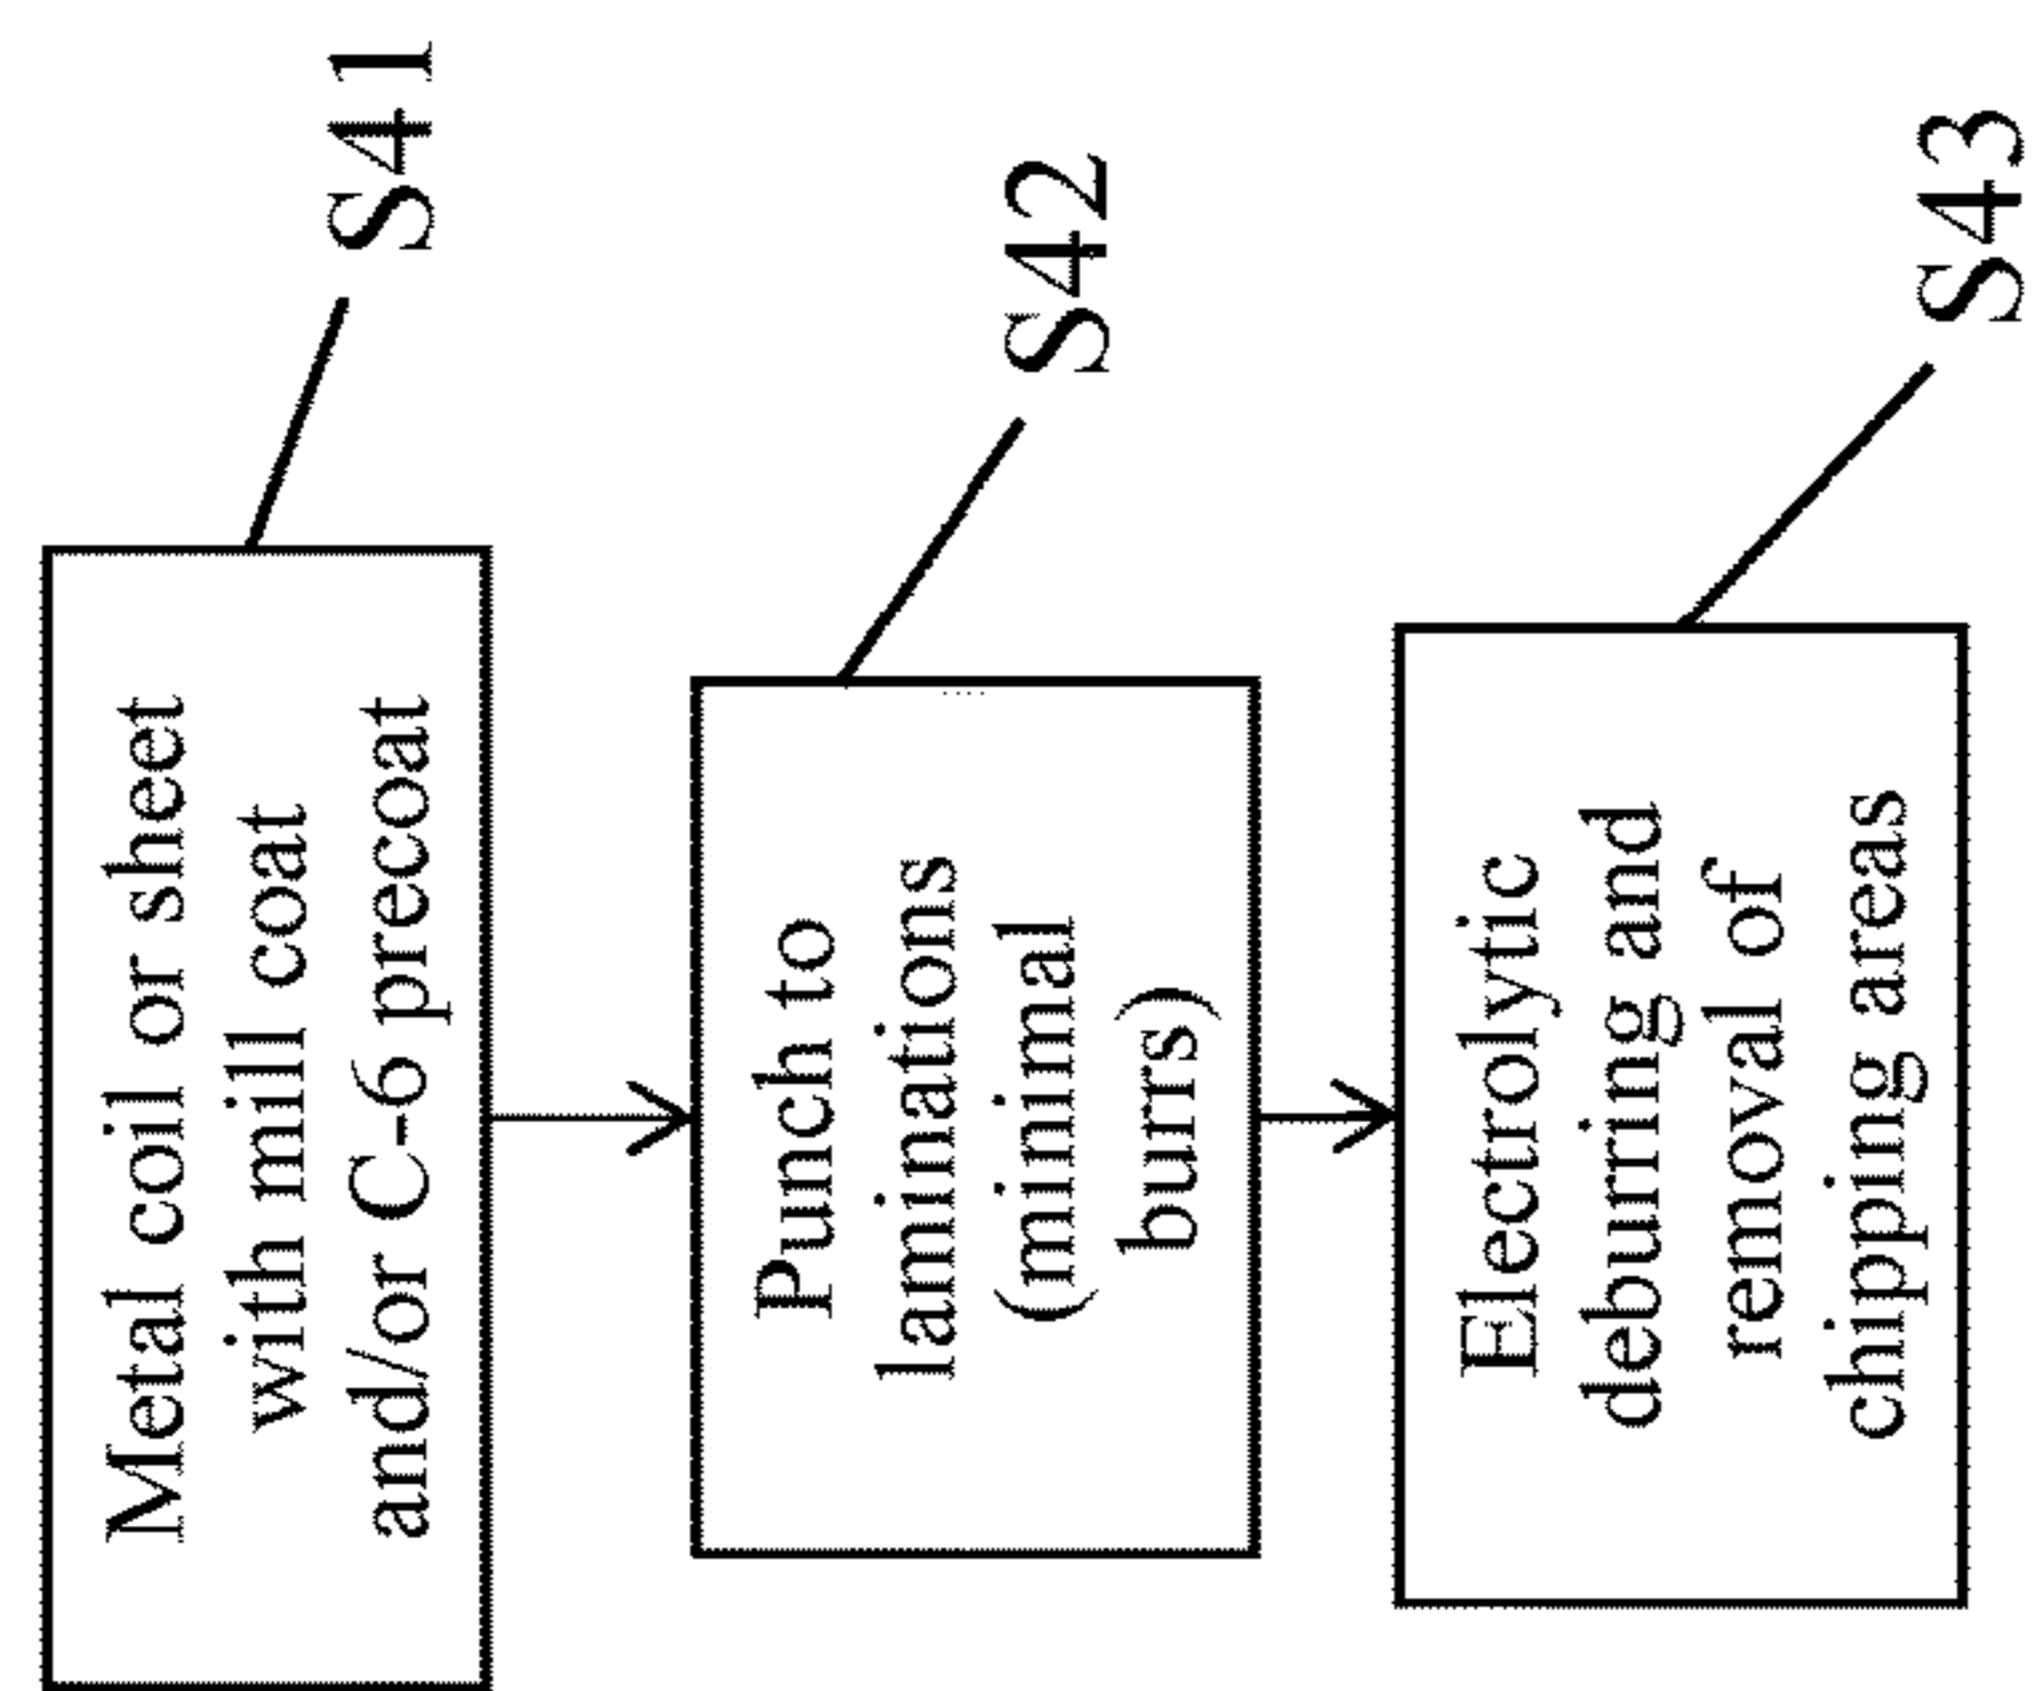 Metal coil or sheet
with mill coat
and/or C-6 precoat
S41
Punch to
laminations
(minimal
burrs)
S42
Electrolytic
deburring and
removal of
chipping areas
S43